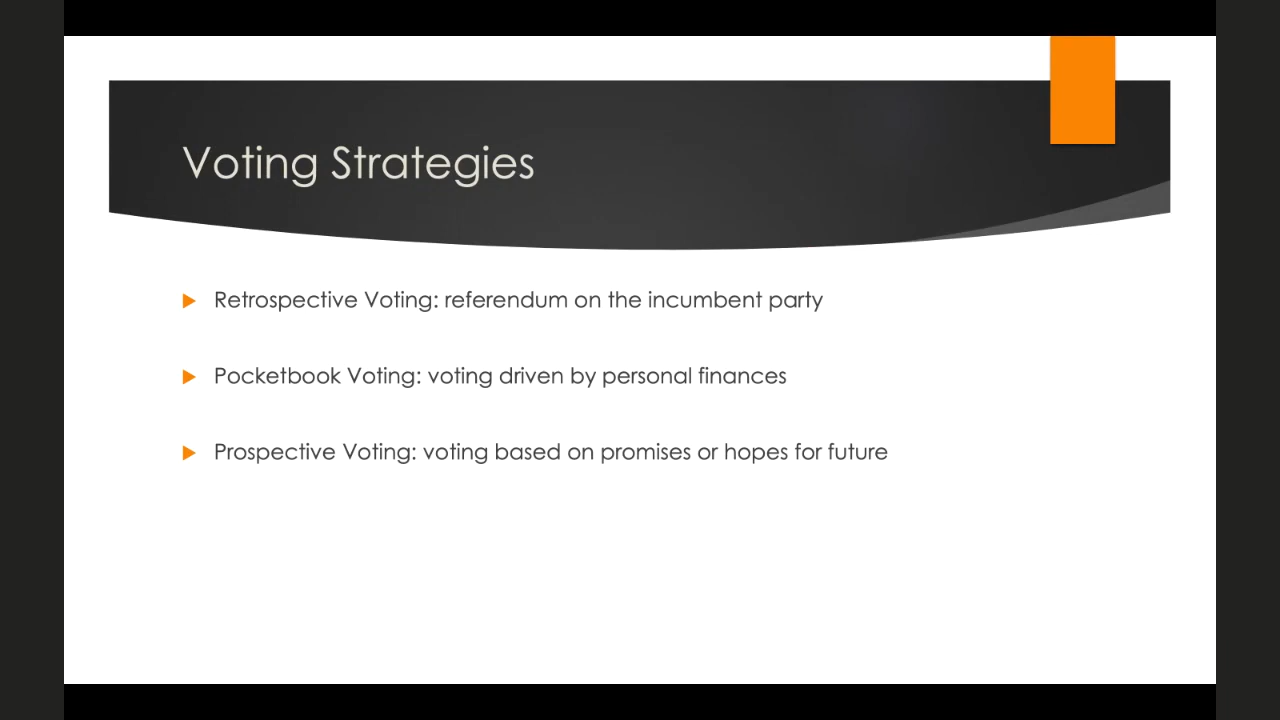 Voting Strategies
Retrospective Voting: referendum on the incumbent party
Pocketbook Voting: voting driven by personal finances
Prospective Voting: voting based on promises or hopes for future